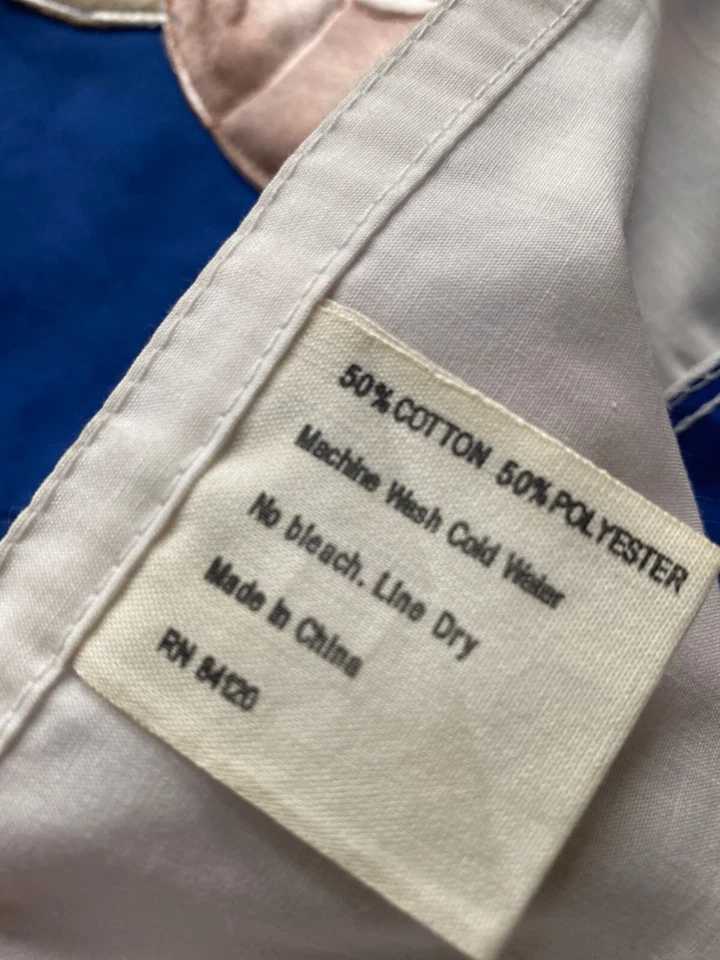 50% COTTON 50% POLYESTER
Machine Wash Cold Water
No bleach. Line Dry
Made in China
RN 84120